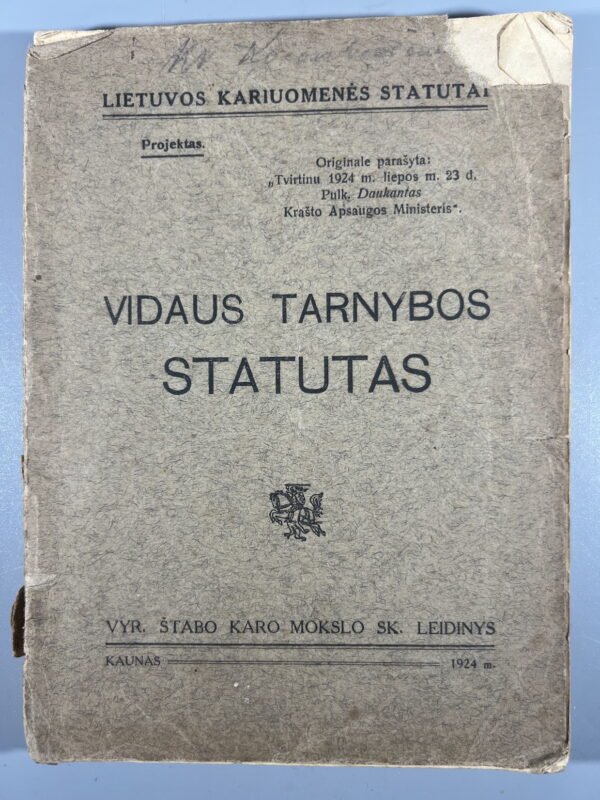 LIETUVOS KARIUOMENĖS STATUTAI
Projektas.
Originale parašyta:
„Tvirtinu 1924 m. liepos m. 23 d.
Pulk. Daukantas
Krašto Apsaugos Ministeris“.
VIDAUS TARNYBOS
STATUTAS
VYR. ŠTABO KARO MOKSLO SK. LEIDINYS
KAUNAS 1924 m.